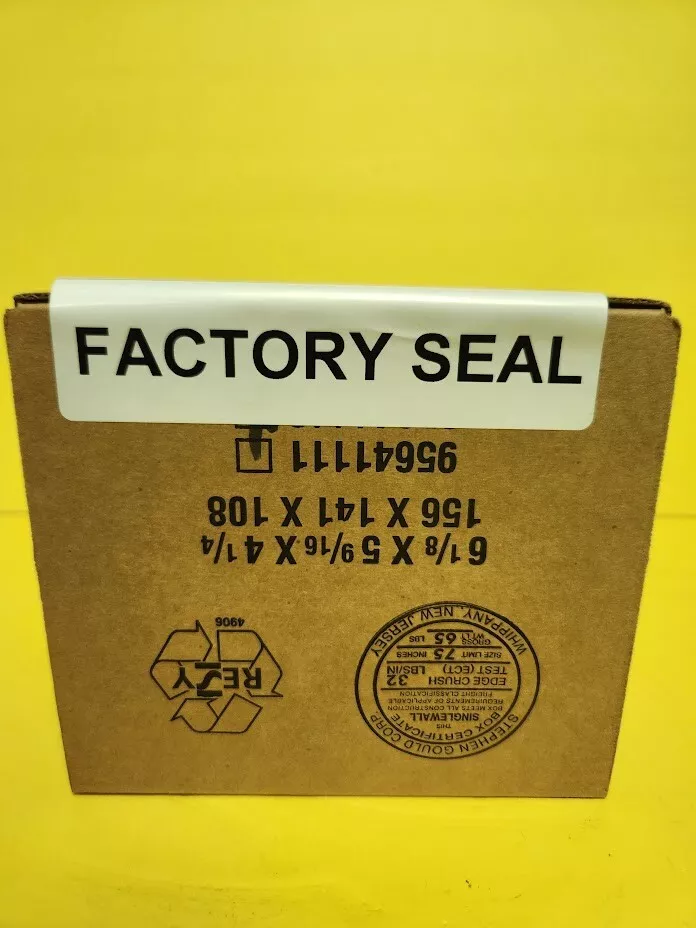 FACTORY SEAL
95641111
156 X 141 X 108
6 1/8 X 5 9/16 X 4 1/4
4906
RESY
WHIPPANY, NEW JERSEY
STEPHEN GOULD CORP.
BOX CERTIFICATE
THIS
SINGLEWALL
BOX MEETS ALL CONSTRUCTION
REQUIREMENTS OF APPLICABLE
FREIGHT CLASSIFICATION
EDGE CRUSH
TEST (ECT) 32 LBS/IN
SIZE LIMIT 75 INCHES
GROSS
WT LT 65 LBS